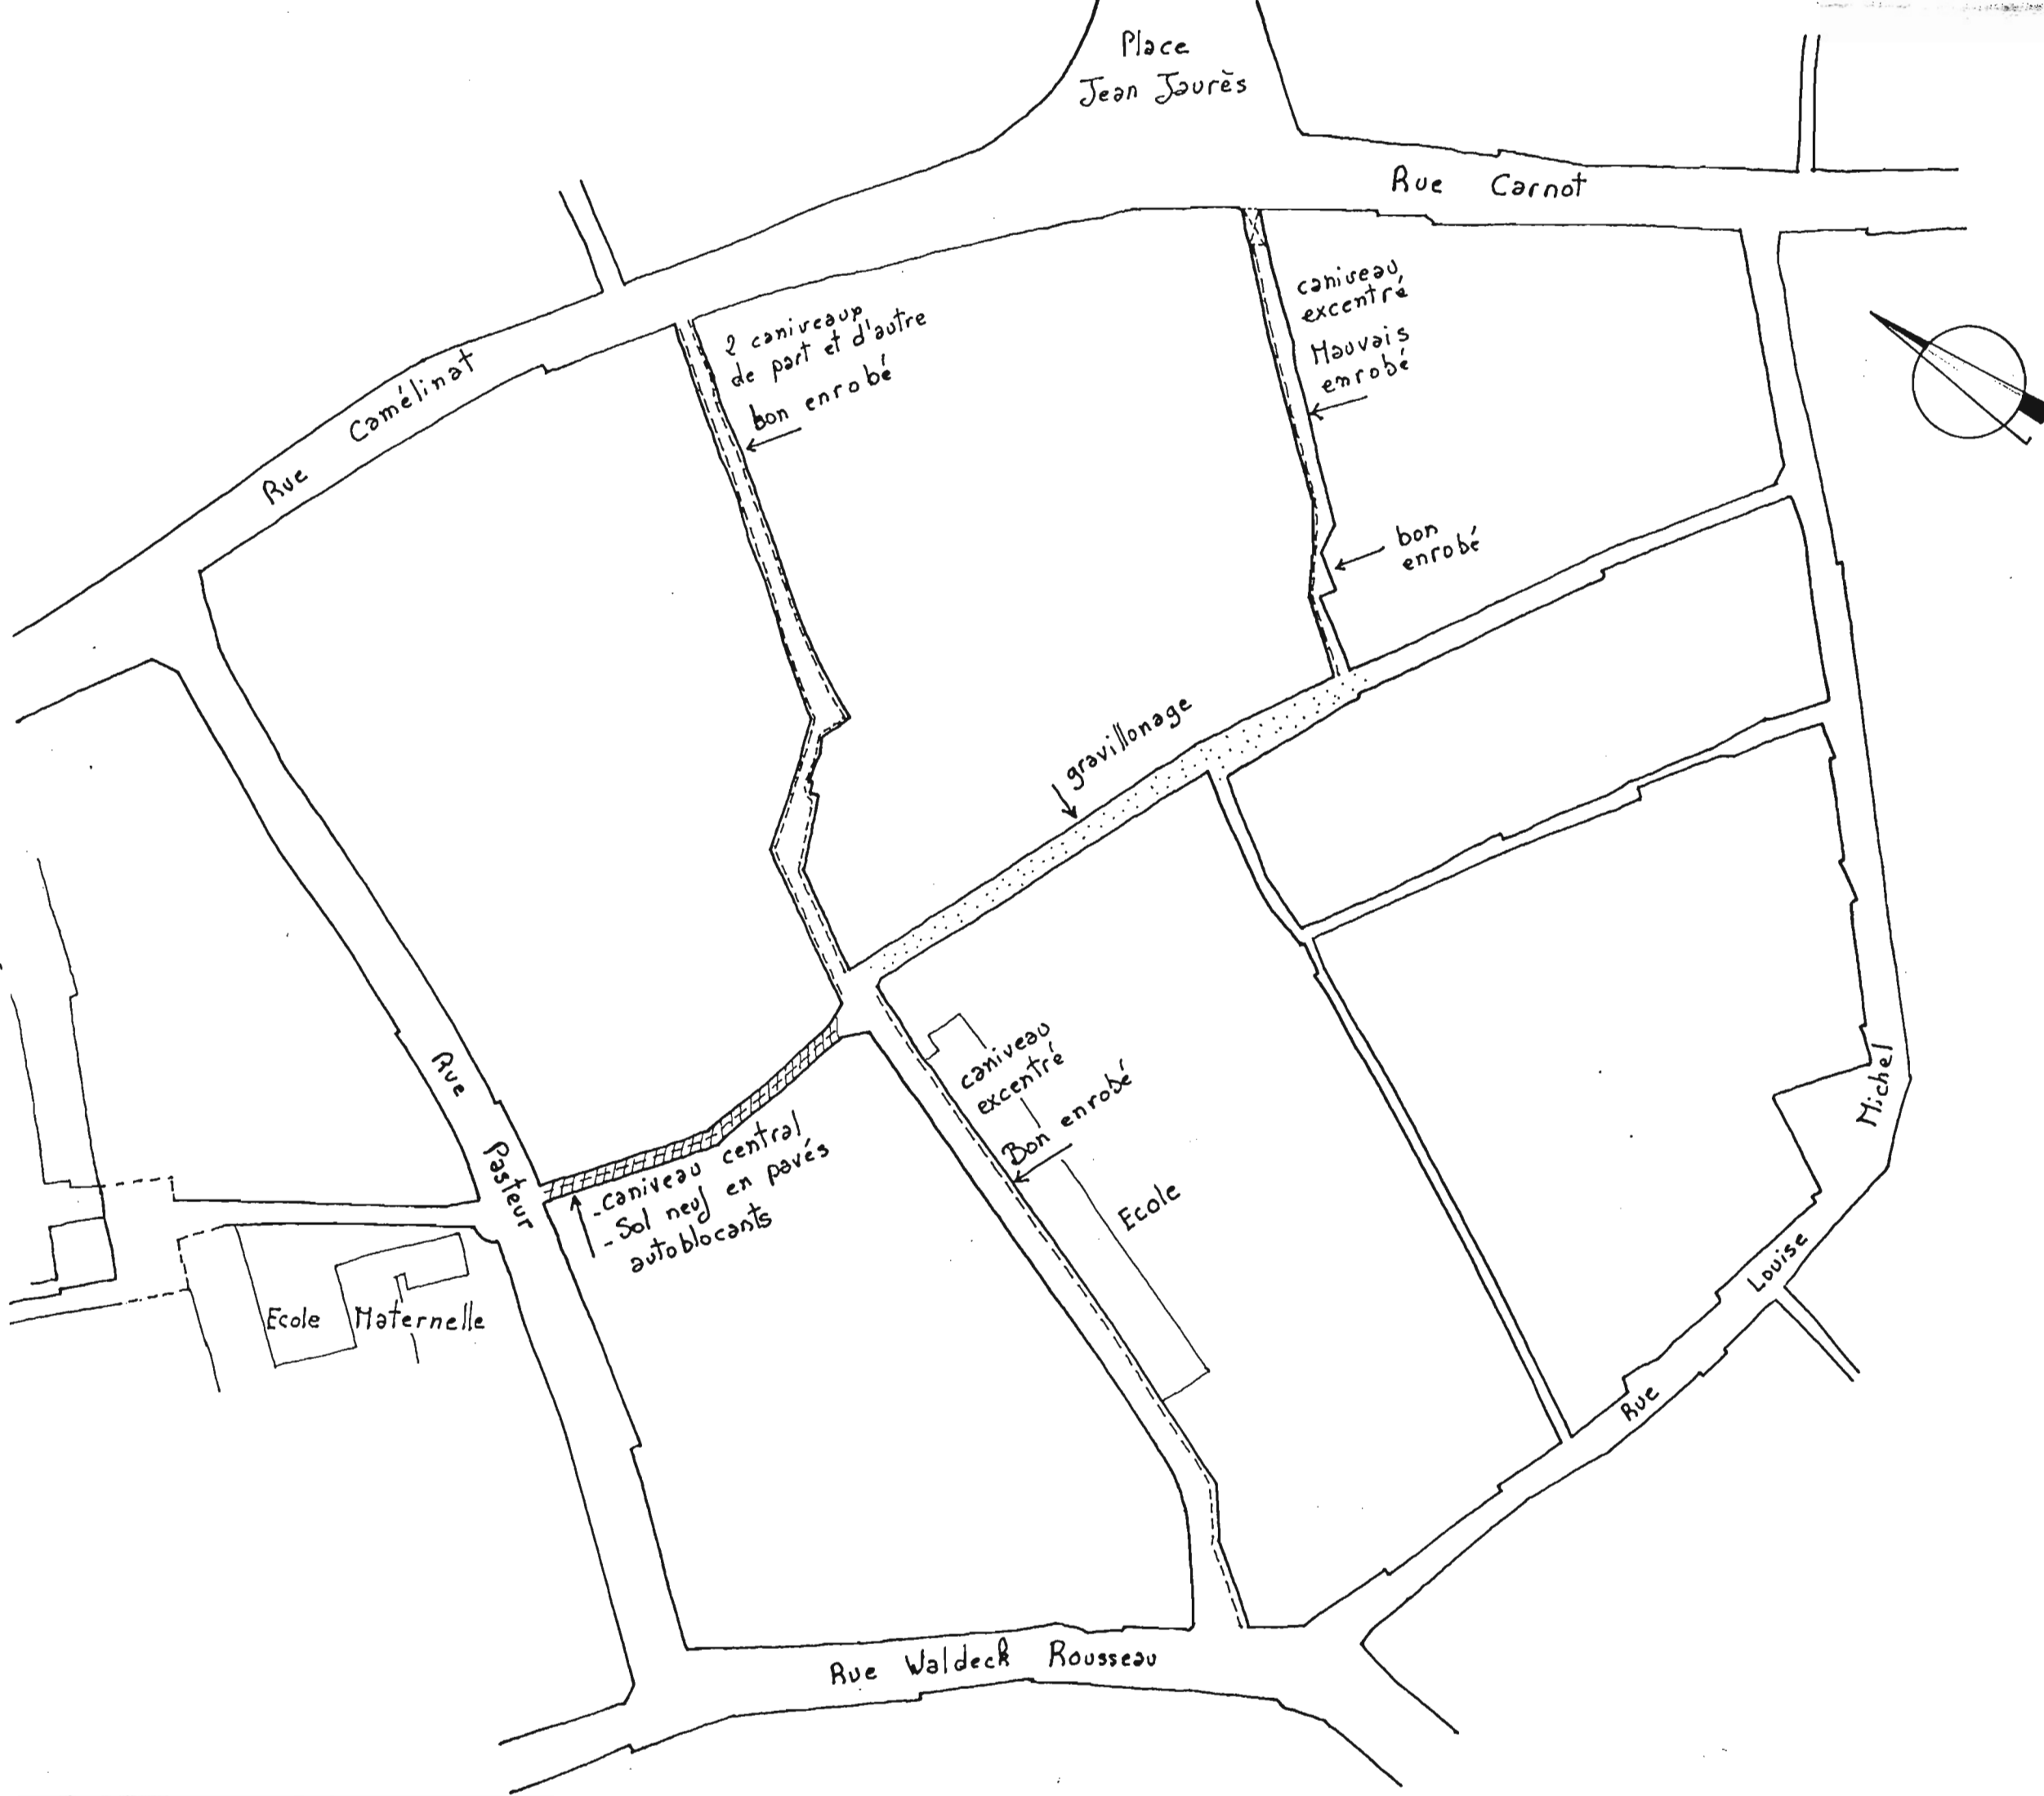 Place
Jean Jaurès
Rue Carnot
Rue Camélinat
2 caniveaux
de part et d'autre
bon enrobé
caniveau
excentré
Mauvais
enrobé
bon
enrobé
gravillonage
caniveau
excentré
Bon enrobé
Ecole
Rue Pasteur
-caniveau central
-Sol neuf en pavés
autoblocants
Ecole Maternelle
Rue Louise Michel
Rue Waldeck Rousseau